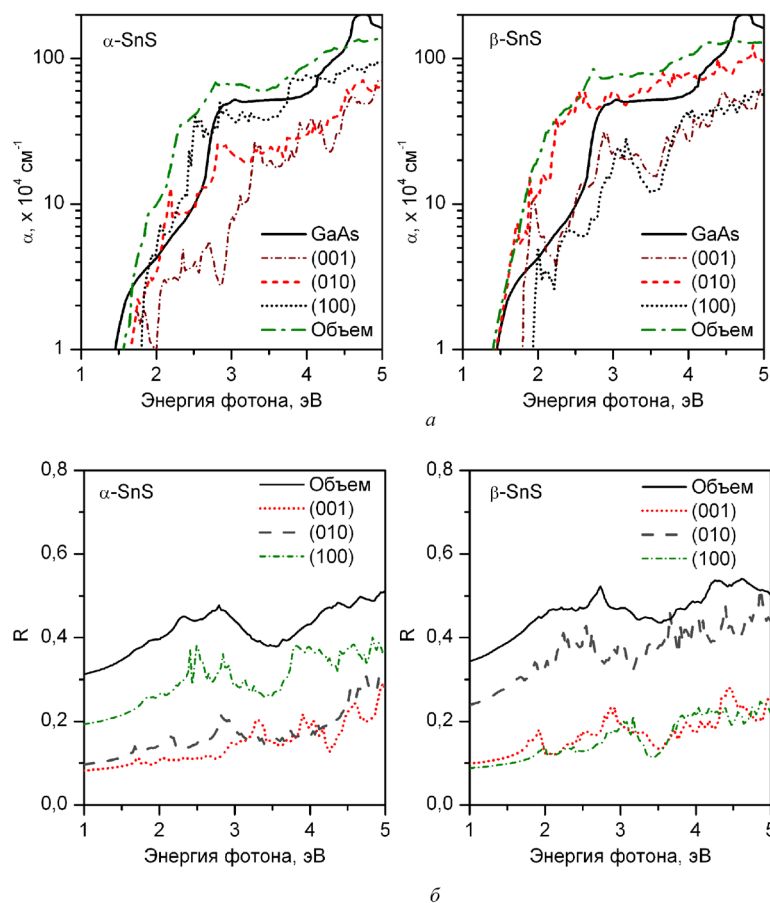 α-SnS
α, x 10⁴ см⁻¹
100
10
1
GaAs
(001)
(010)
(100)
Объем
2 3 4 5
Энергия фотона, эВ
β-SnS
α, x 10⁴ см⁻¹
100
10
1
GaAs
(001)
(010)
(100)
Объем
1 2 3 4 5
Энергия фотона, эВ
а
α-SnS
R
0,8
0,6
0,4
0,2
0,0
Объем
(001)
(010)
(100)
1 2 3 4 5
Энергия фотона, эВ
β-SnS
R
0,8
0,6
0,4
0,2
0,0
Объем
(001)
(010)
(100)
1 2 3 4 5
Энергия фотона, эВ
б